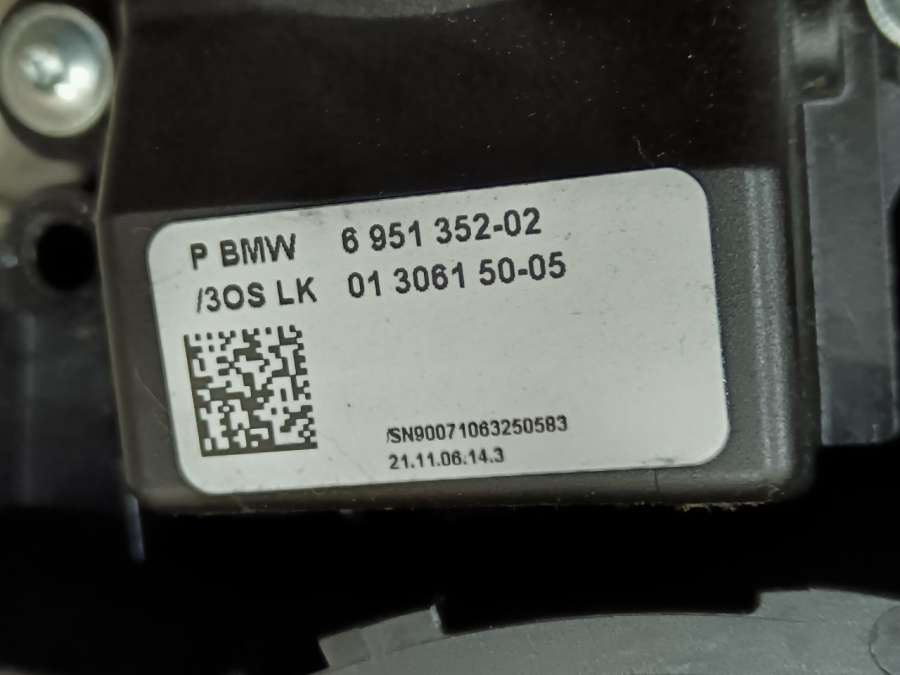 P BMW 6 951 352-02
/3OS LK 01 3061 50-05
/SN90071063250583
21.11.06.14.3